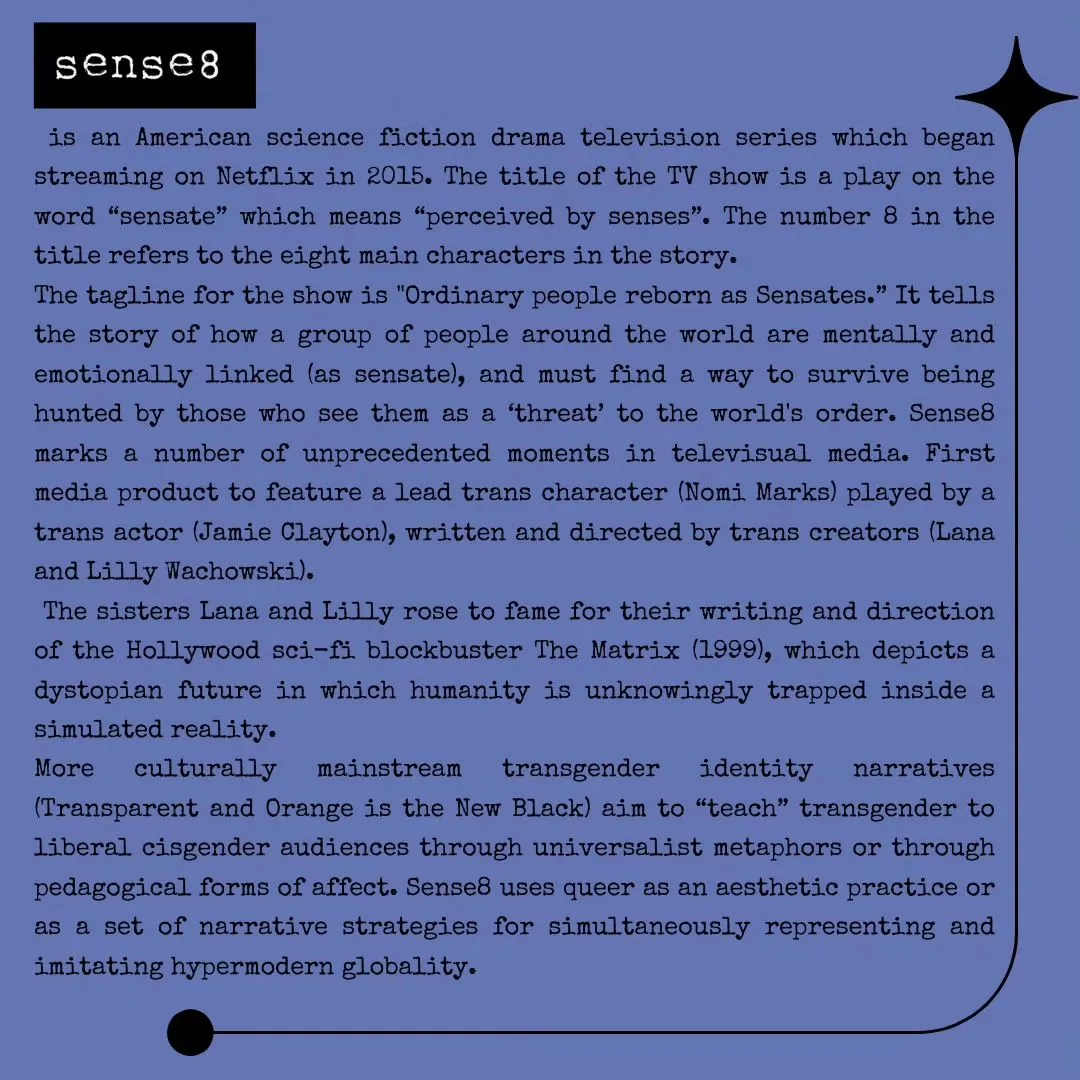 sense8
is an American science fiction drama television series which began
streaming on Netflix in 2015. The title of the TV show is a play on the
word “sensate” which means “perceived by senses”. The number 8 in the
title refers to the eight main characters in the story.
The tagline for the show is "Ordinary people reborn as Sensates.” It tells
the story of how a group of people around the world are mentally and
emotionally linked (as sensate), and must find a way to survive being
hunted by those who see them as a ‘threat’ to the world's order. Sense8
marks a number of unprecedented moments in televisual media. First
media product to feature a lead trans character (Nomi Marks) played by a
trans actor (Jamie Clayton), written and directed by trans creators (Lana
and Lilly Wachowski).
The sisters Lana and Lilly rose to fame for their writing and direction
of the Hollywood sci-fi blockbuster The Matrix (1999), which depicts a
dystopian future in which humanity is unknowingly trapped inside a
simulated reality.
More culturally mainstream transgender identity narratives
(Transparent and Orange is the New Black) aim to “teach” transgender to
liberal cisgender audiences through universalist metaphors or through
pedagogical forms of affect. Sense8 uses queer as an aesthetic practice or
as a set of narrative strategies for simultaneously representing and
imitating hypermodern globality.